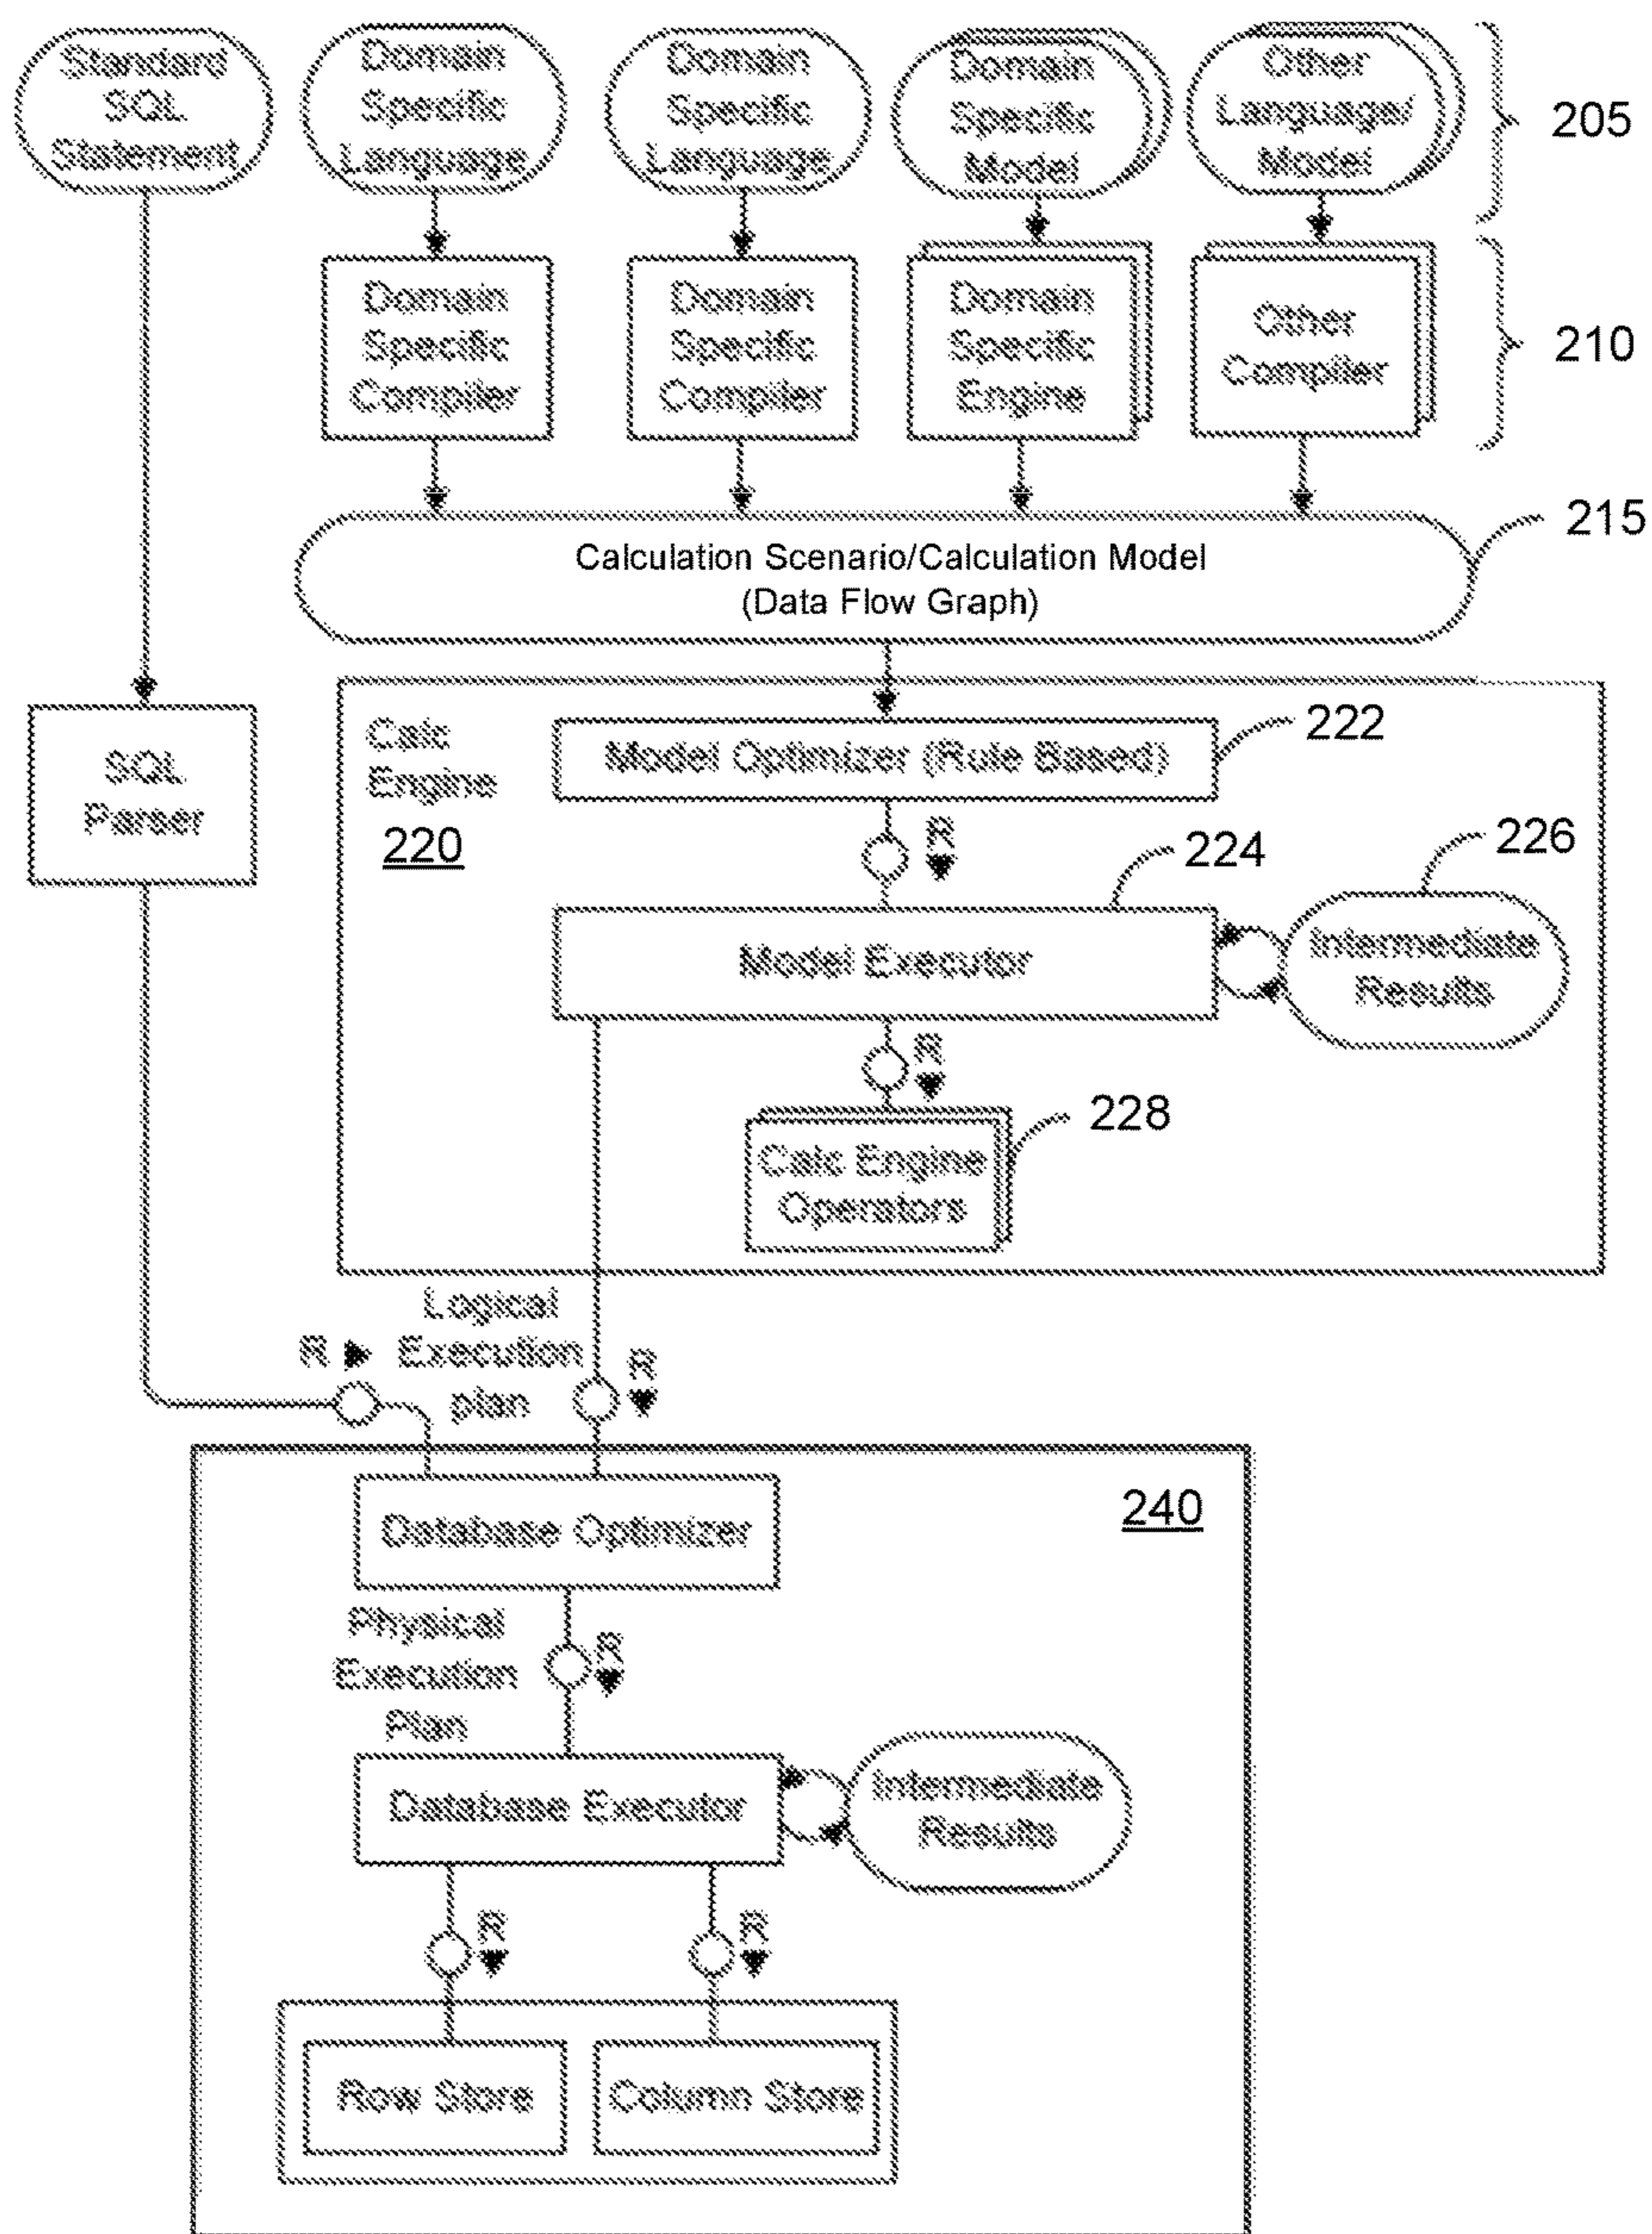 Standard
SQL
Statement
Domain
Specific
Language
Domain
Specific
Language
Domain
Specific
Model
Other
Language/
Model
205
Domain
Specific
Compiler
Domain
Specific
Compiler
Domain
Specific
Engine
Other
Compiler
210
215
Calculation Scenario/Calculation Model
(Data Flow Graph)
SQL
Parser
Calc
Engine
220
Model Optimizer (Rule Based)
222
R
224
226
Model Executor
Intermediate
Results
R
228
Calc Engine
Operators
Logical
R
Execution
plan
R
240
Database Optimizer
Physical
Execution
Plan
R
Database Executor
Intermediate
Results
R
R
Row Store
Column Store